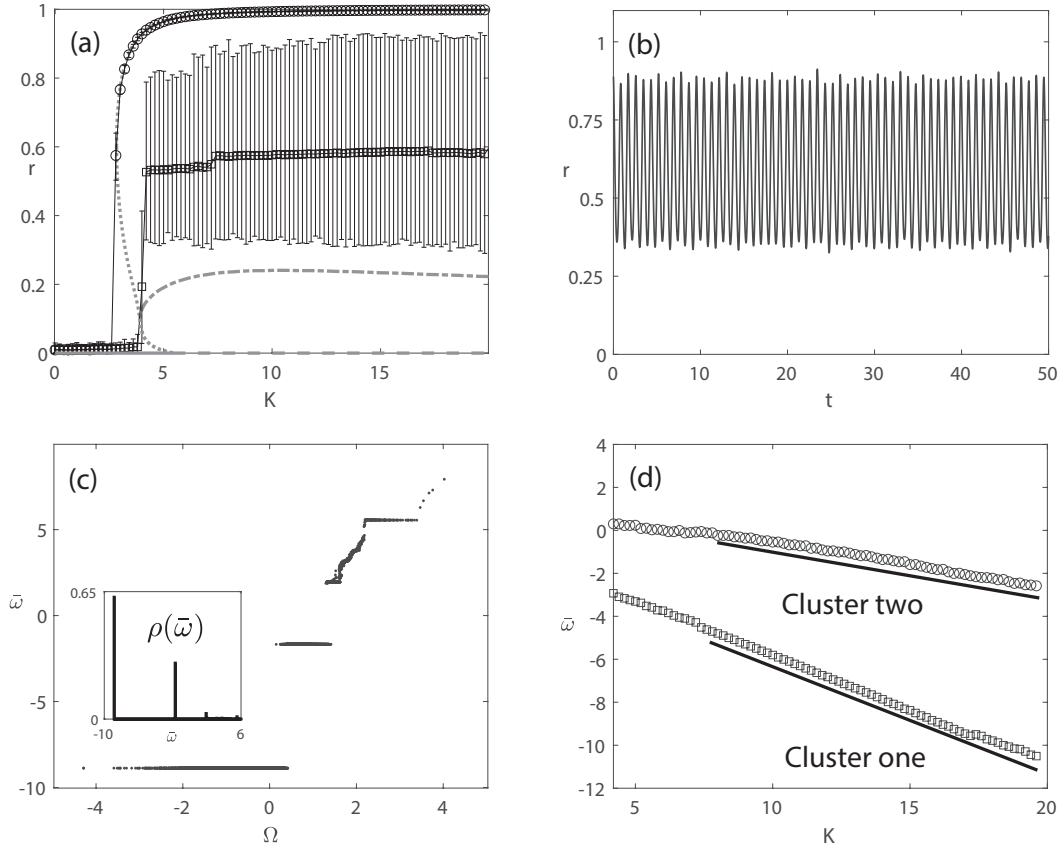 (a)
1
0.8
0.6
r
0.4
0.2
0
0 5 10 15
K
(b)
1
0.75
r
0.5
0.25
0
0 10 20 30 40 50
t
(c)
5
0
ω̄
-5
-10
-4 -2 0 2 4
Ω
0.65
ρ(ω̄)
0
-10 ω̄ 6
(d)
4
2
0
-2
-4
ω̄
-6
-8
-10
-12
Cluster two
Cluster one
5 10 15 20
K